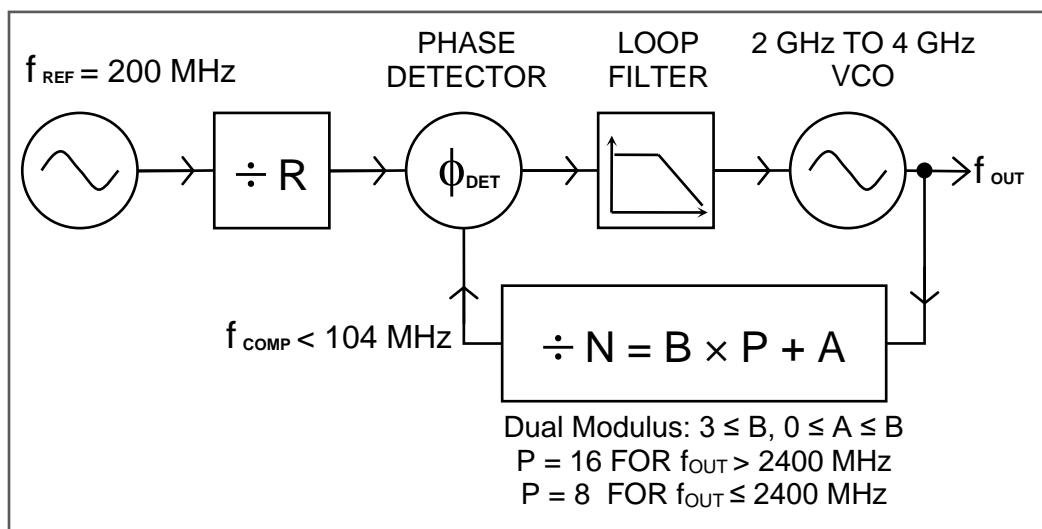 PHASE
DETECTOR
LOOP
FILTER
2 GHz TO 4 GHz
VCO
f REF = 200 MHz
÷ R
ϕDET
f OUT
f COMP < 104 MHz
÷ N = B × P + A
Dual Modulus: 3 ≤ B, 0 ≤ A ≤ B
P = 16 FOR fOUT > 2400 MHz
P = 8 FOR fOUT ≤ 2400 MHz